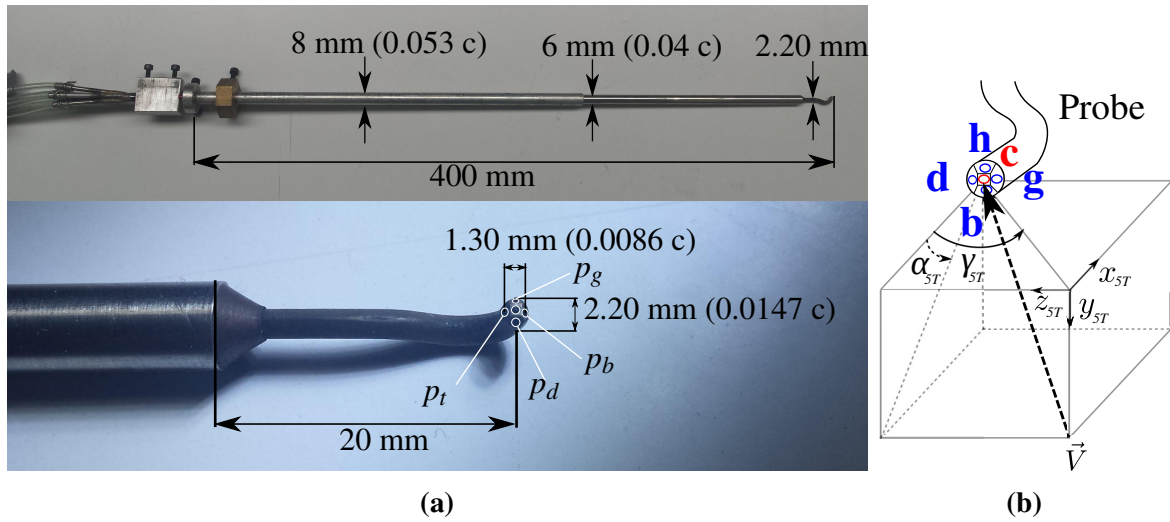 8 mm (0.053 c)
6 mm (0.04 c)
2.20 mm
400 mm
1.30 mm (0.0086 c)
p_g
2.20 mm (0.0147 c)
p_b
p_t
p_d
20 mm
(a)
Probe
h
c
d
g
b
α_5T
γ_5T
x_5T
z_5T
y_5T
V⃗
(b)